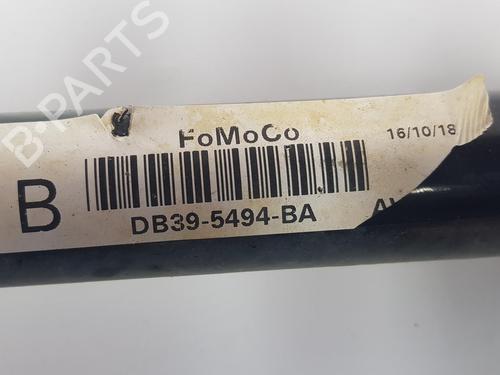 B-PARTS
FoMoCo
16/10/18
B
DB39-5494-BA